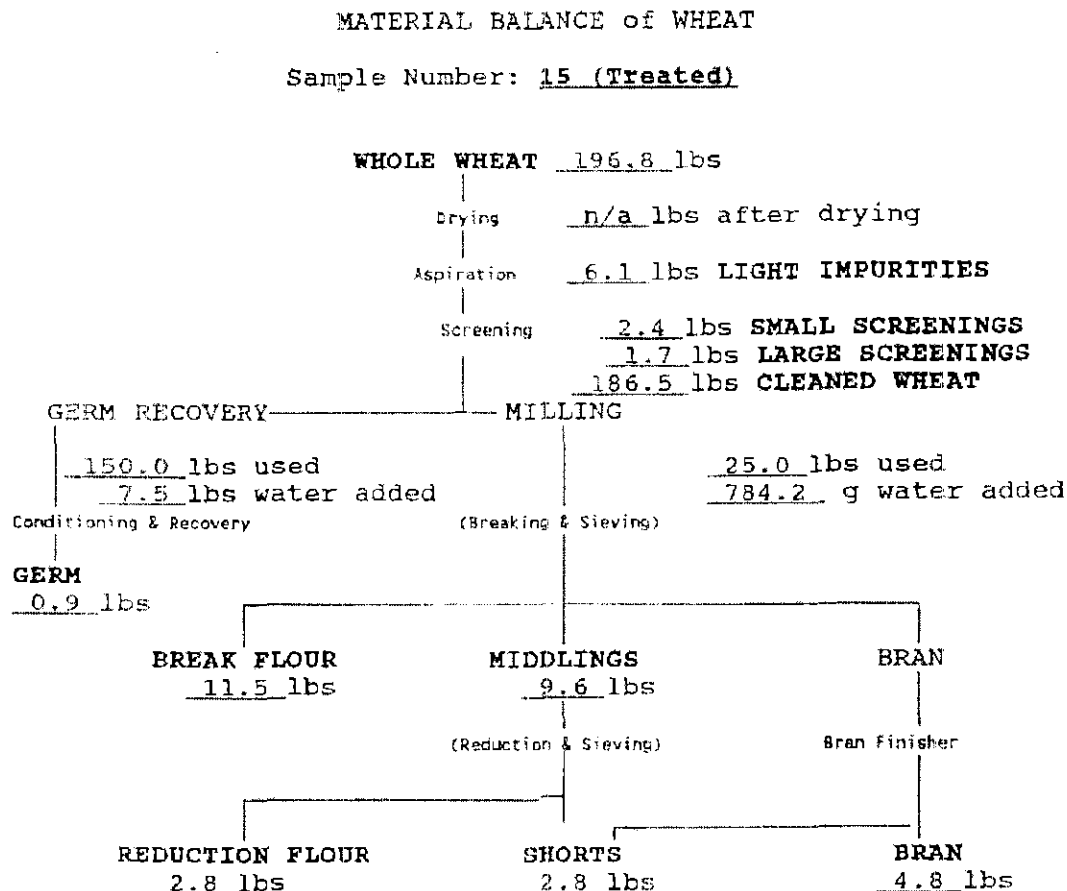 MATERIAL BALANCE of WHEAT
Sample Number: 15 (Treated)
WHOLE WHEAT 196.8 lbs
Drying n/a lbs after drying
Aspiration 6.1 lbs LIGHT IMPURITIES
Screening 2.4 lbs SMALL SCREENINGS
1.7 lbs LARGE SCREENINGS
186.5 lbs CLEANED WHEAT
GERM RECOVERY MILLING
150.0 lbs used 25.0 lbs used
7.5 lbs water added 784.2 g water added
Conditioning & Recovery (Breaking & Sieving)
GERM
0.9 lbs
BREAK FLOUR MIDDLINGS BRAN
11.5 lbs 9.6 lbs
(Reduction & Sieving) Bran Finisher
REDUCTION FLOUR SHORTS BRAN
2.8 lbs 2.8 lbs 4.8 lbs